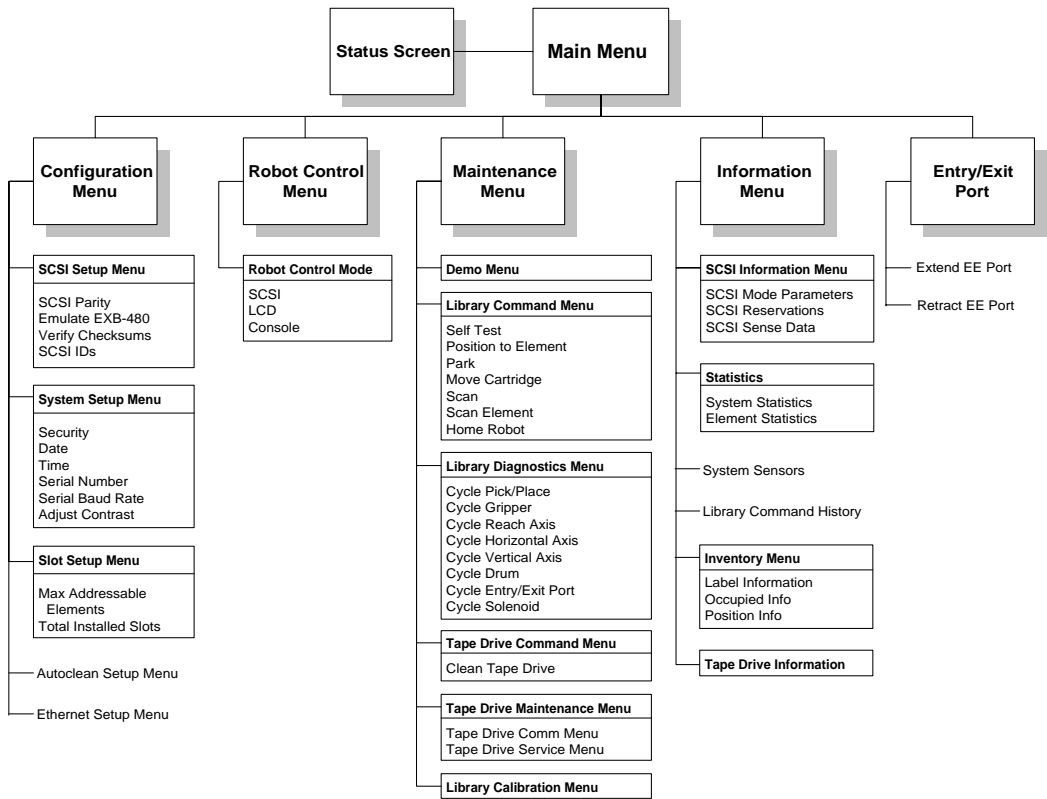 Status Screen
Main Menu
Configuration
Menu
Robot Control
Menu
Maintenance
Menu
Information
Menu
Entry/Exit
Port
SCSI Setup Menu
SCSI Parity
Emulate EXB-480
Verify Checksums
SCSI IDs
System Setup Menu
Security
Date
Time
Serial Number
Serial Baud Rate
Adjust Contrast
Slot Setup Menu
Max Addressable
Elements
Total Installed Slots
Autoclean Setup Menu
Ethernet Setup Menu
Robot Control Mode
SCSI
LCD
Console
Demo Menu
Library Command Menu
Self Test
Position to Element
Park
Move Cartridge
Scan
Scan Element
Home Robot
Library Diagnostics Menu
Cycle Pick/Place
Cycle Gripper
Cycle Reach Axis
Cycle Horizontal Axis
Cycle Vertical Axis
Cycle Drum
Cycle Entry/Exit Port
Cycle Solenoid
Tape Drive Command Menu
Clean Tape Drive
Tape Drive Maintenance Menu
Tape Drive Comm Menu
Tape Drive Service Menu
Library Calibration Menu
SCSI Information Menu
SCSI Mode Parameters
SCSI Reservations
SCSI Sense Data
Statistics
System Statistics
Element Statistics
System Sensors
Library Command History
Inventory Menu
Label Information
Occupied Info
Position Info
Tape Drive Information
Extend EE Port
Retract EE Port